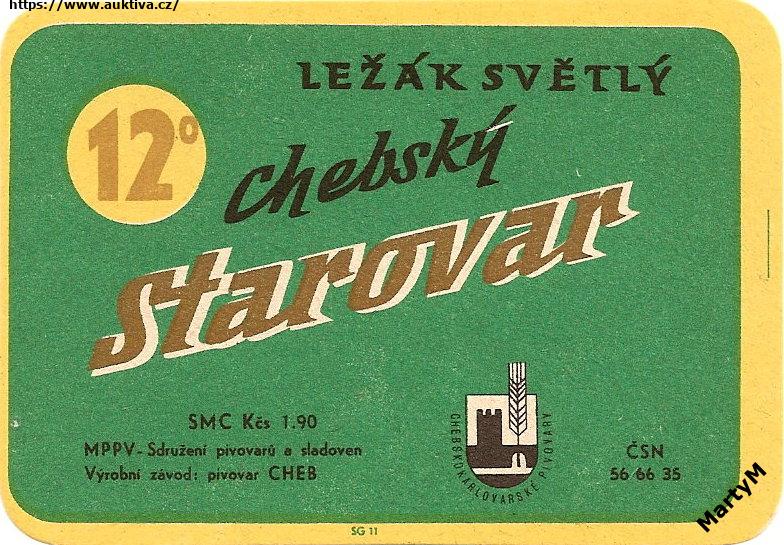 https://www.auktiva.cz/
LEŽÁK SVĚTLÝ
12°
Chebský
Starovar
SMC Kčs 1.90
MPPV - Sdružení pivovarů a sladoven
Výrobní závod: pivovar CHEB
CHEBSKOKARLOVARSKÉ PIVOVARY
ČSN
56 66 35
SG 11
MartyM